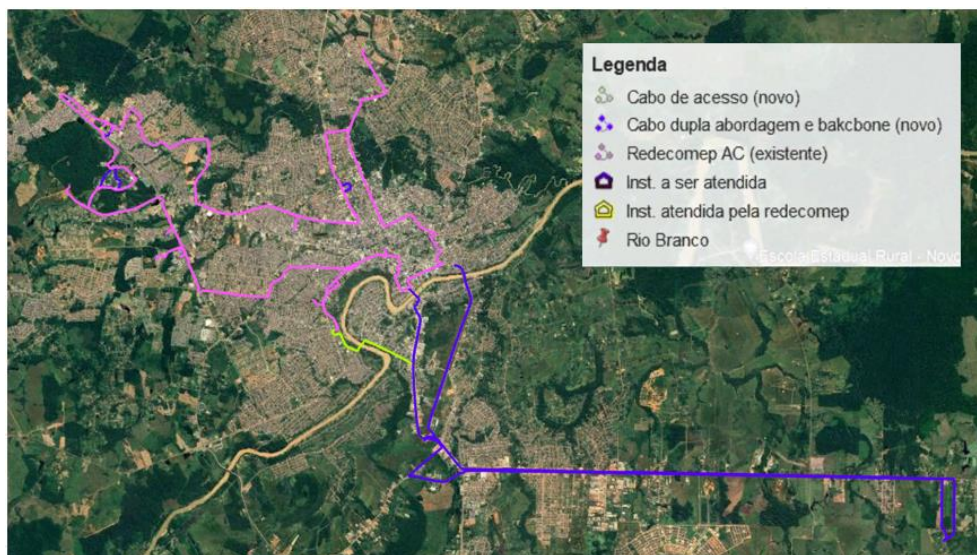 Legenda
Cabo de acesso (novo)
Cabo dupla abordagem e bakcbone (novo)
Redecomep AC (existente)
Inst. a ser atendida
Inst. atendida pela redecomep
Rio Branco
Escola Estadual Rural - Novo